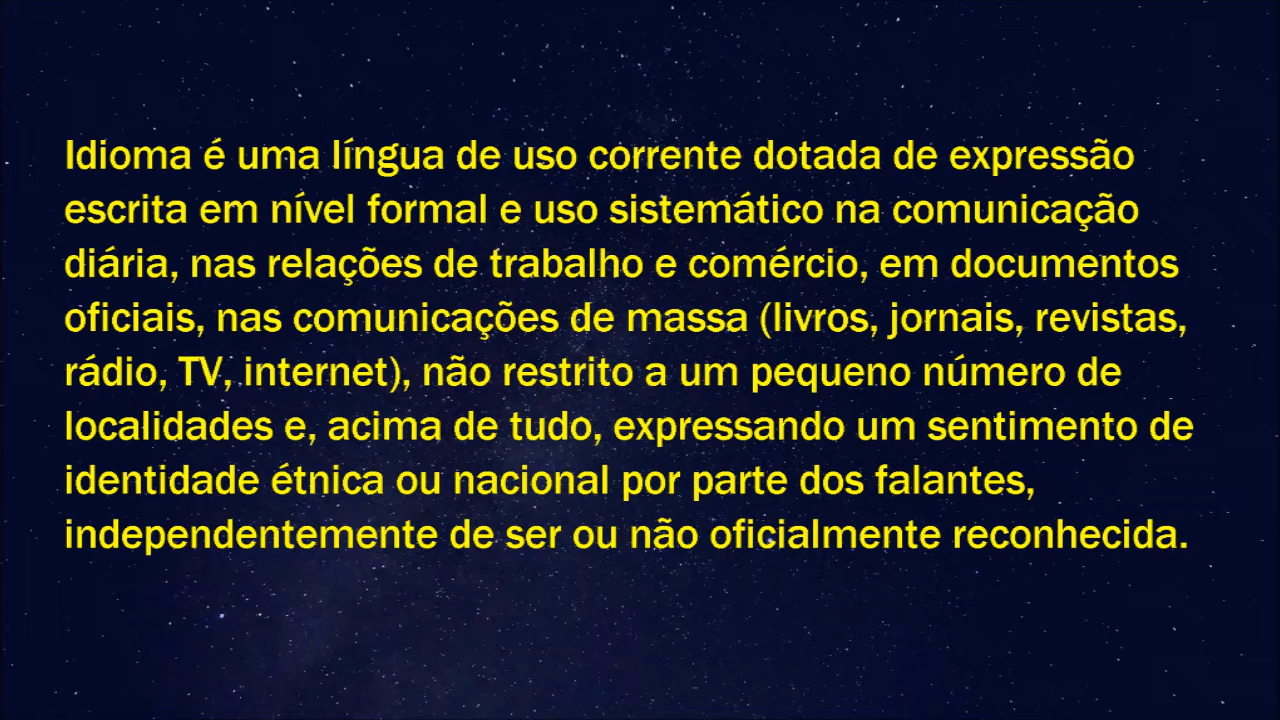 Idioma é uma língua de uso corrente dotada de expressão
escrita em nível formal e uso sistemático na comunicação
diária, nas relações de trabalho e comércio, em documentos
oficiais, nas comunicações de massa (livros, jornais, revistas,
rádio, TV, internet), não restrito a um pequeno número de
localidades e, acima de tudo, expressando um sentimento de
identidade étnica ou nacional por parte dos falantes,
independentemente de ser ou não oficialmente reconhecida.